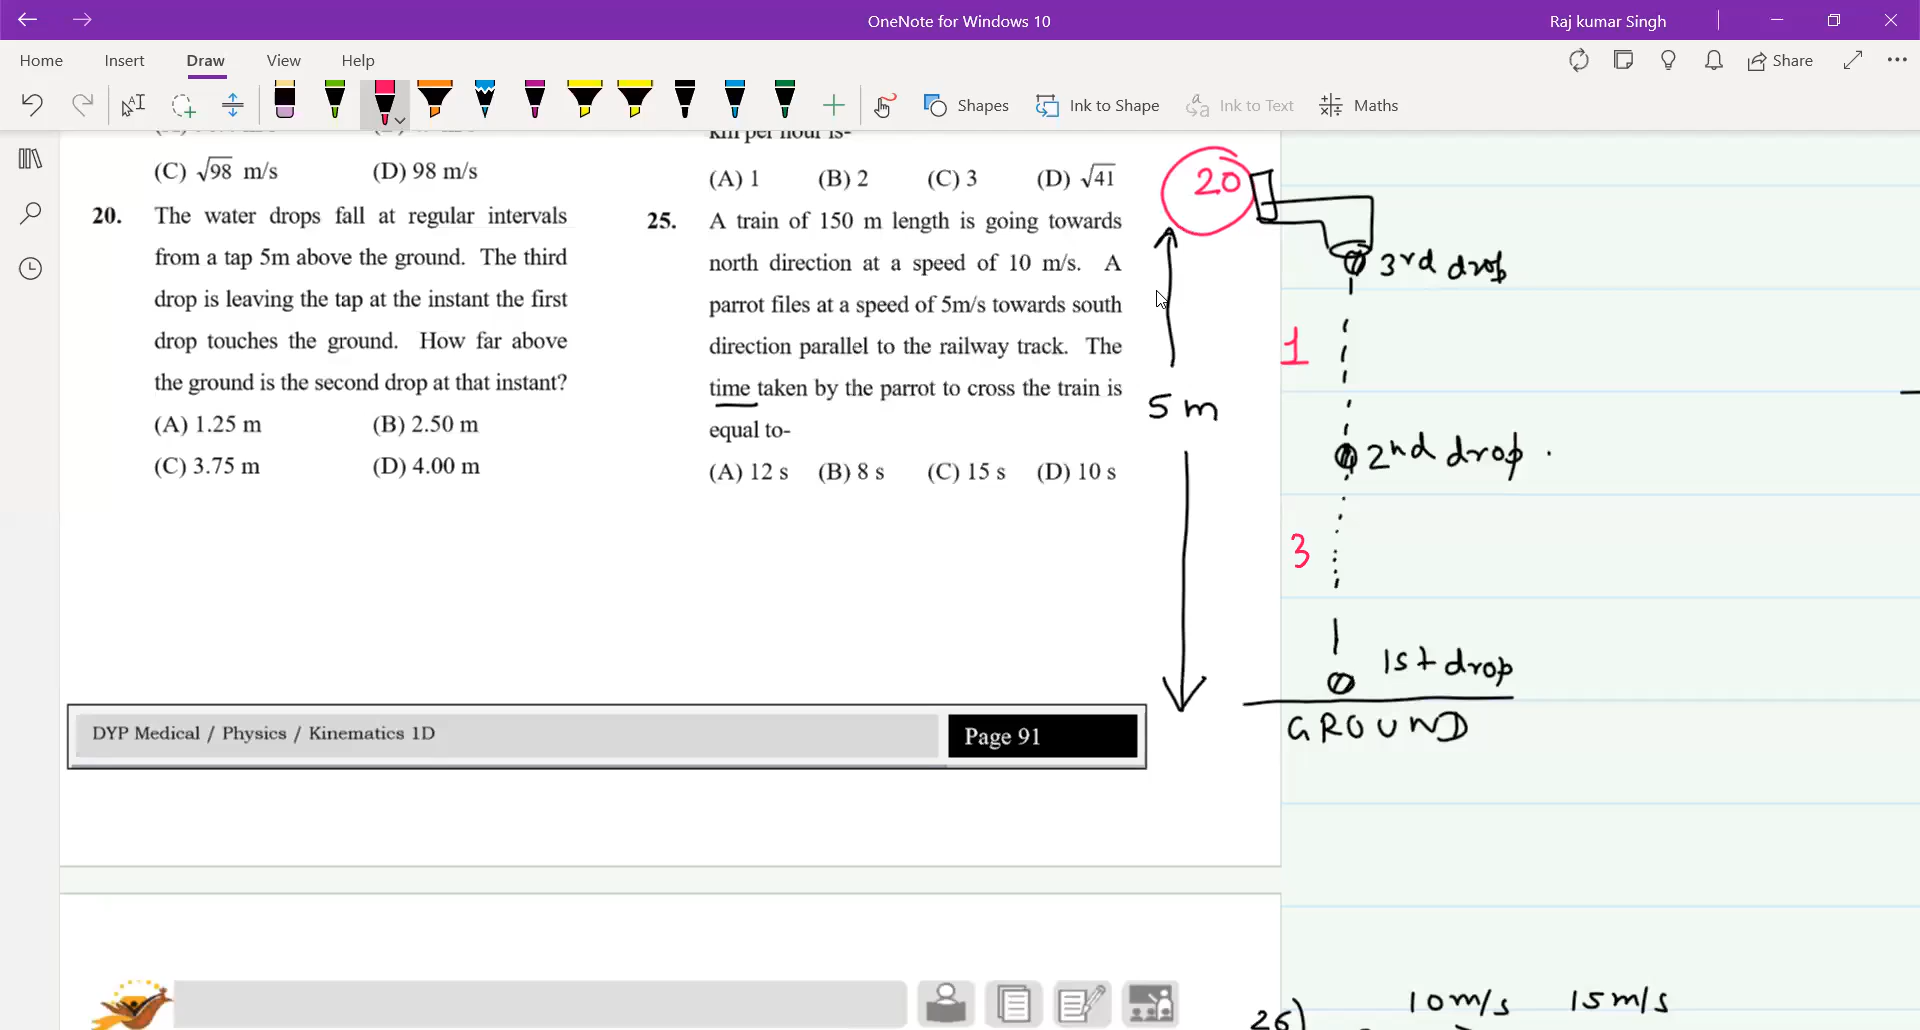 OneNote for Windows 10
Raj kumar Singh
Home Insert Draw View Help
Share
Shapes Ink to Shape Ink to Text Maths
(C) √98 m/s (D) 98 m/s
20. The water drops fall at regular intervals
from a tap 5m above the ground. The third
drop is leaving the tap at the instant the first
drop touches the ground. How far above
the ground is the second drop at that instant?
(A) 1.25 m (B) 2.50 m
(C) 3.75 m (D) 4.00 m
km per hour is-
(A) 1 (B) 2 (C) 3 (D) √41
25. A train of 150 m length is going towards
north direction at a speed of 10 m/s. A
parrot files at a speed of 5m/s towards south
direction parallel to the railway track. The
time taken by the parrot to cross the train is
equal to-
(A) 12 s (B) 8 s (C) 15 s (D) 10 s
20
3rd drop
1
5 m
2nd drop .
3
1st drop
GROUND
DYP Medical / Physics / Kinematics 1D
Page 91
26) 10m/s 15m/s